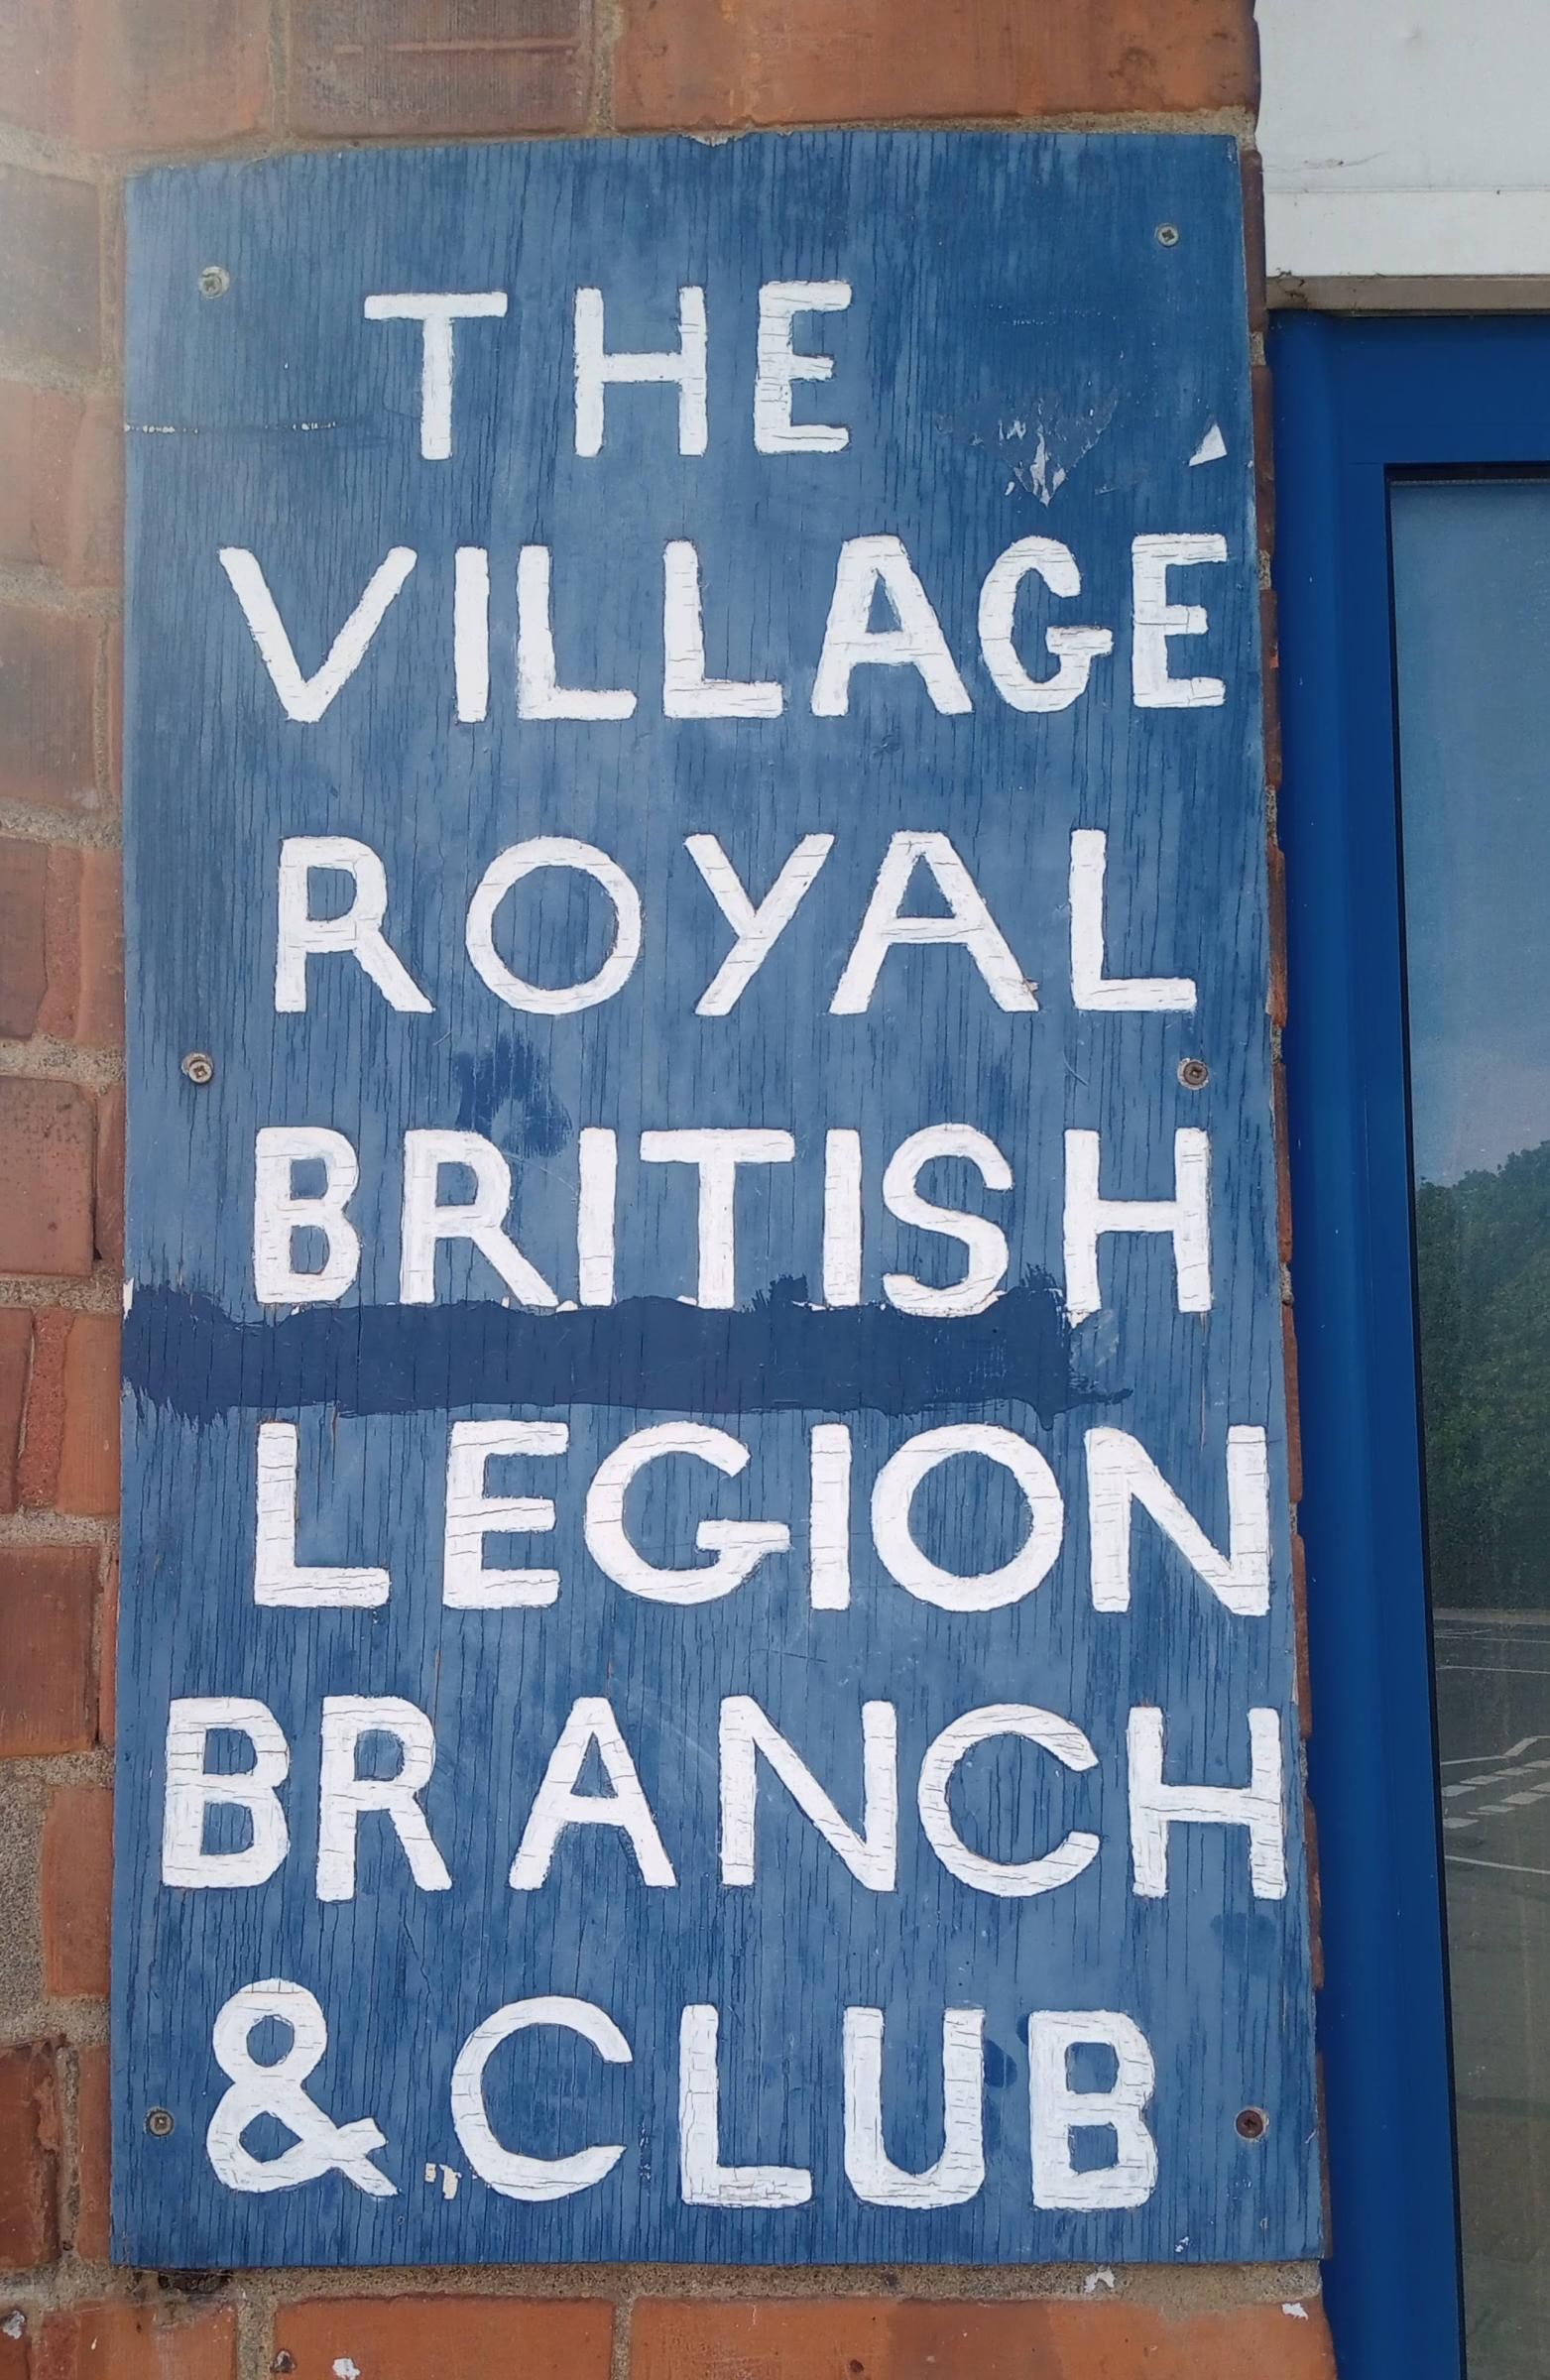 THE
VILLAGE
ROYAL
BRITISH
LEGION
BRANCH
& CLUB